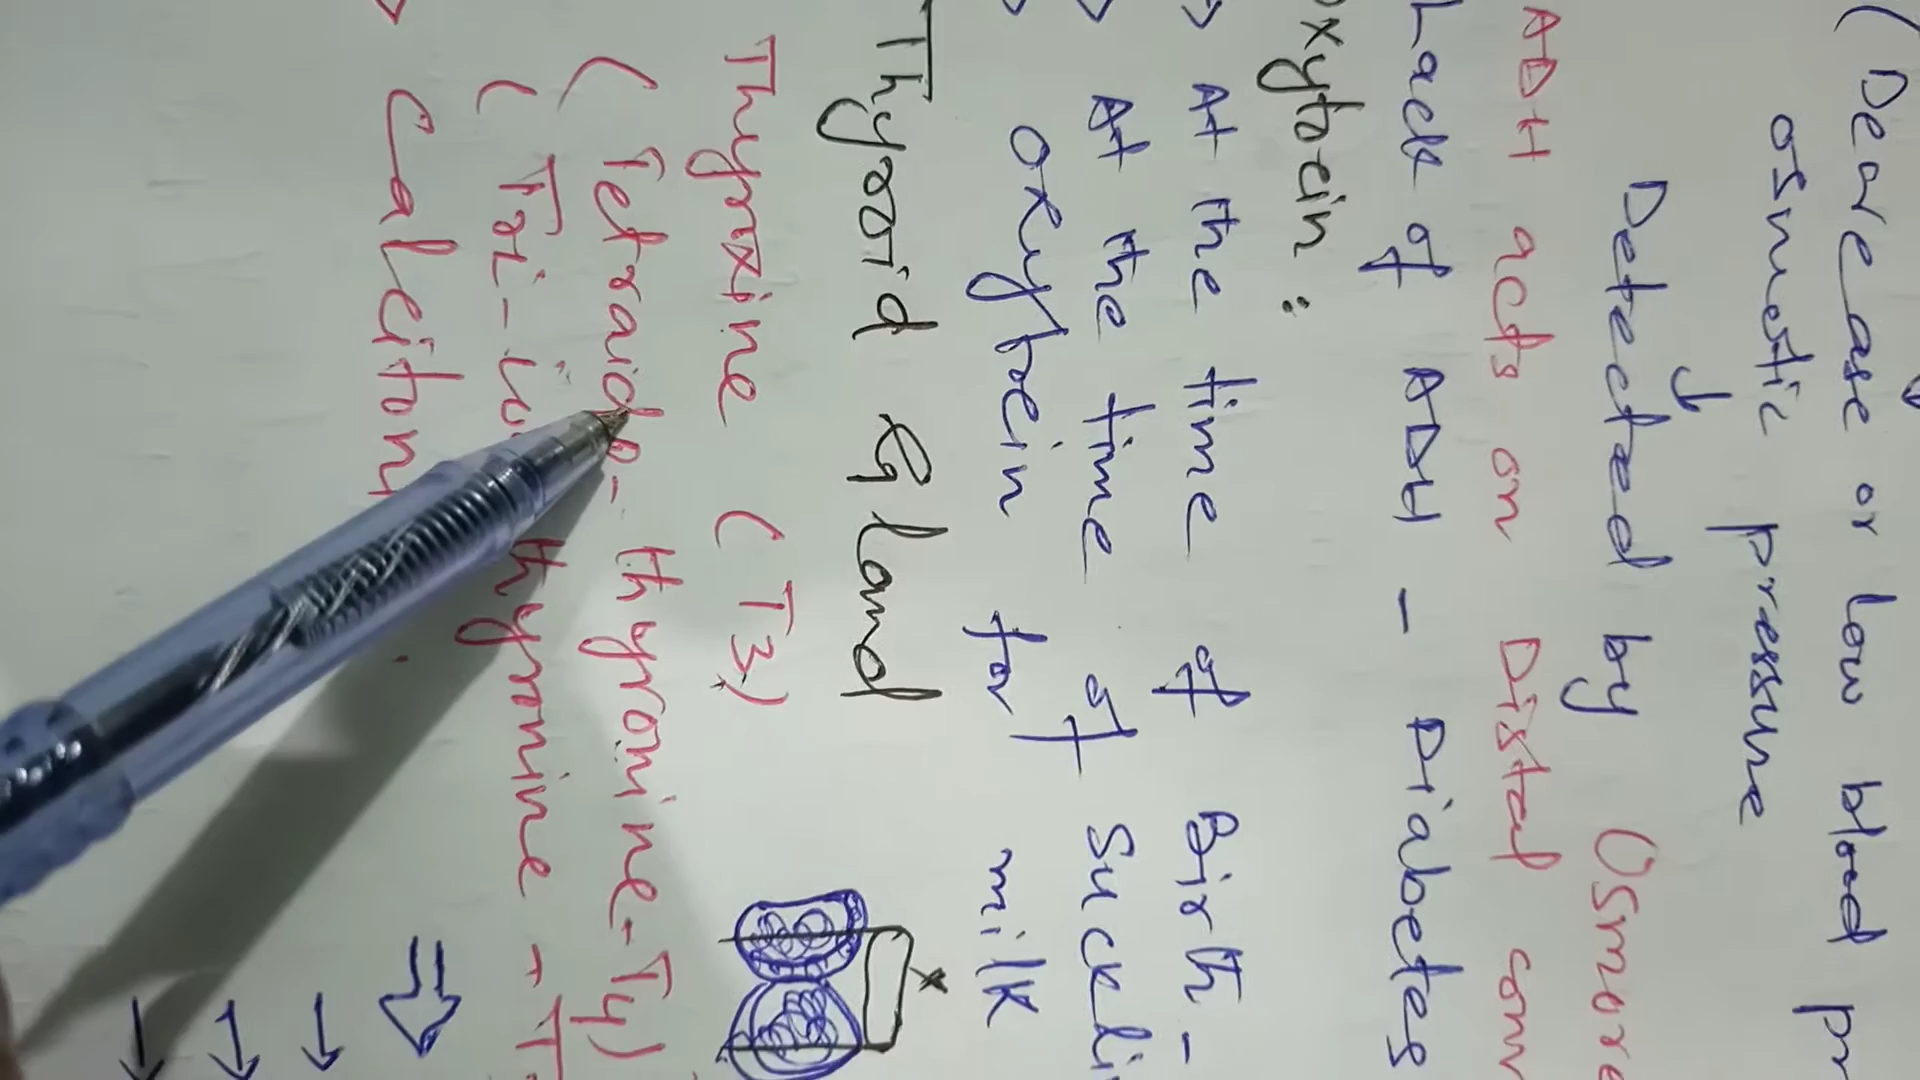 (Decrease or low blood pr
osmotic pressure
Detected by (Osmore
ADH acts on Distal conv
Lack of ADH - Diabetes
oxytocin :
> At the time of Birth -
> At the time of Suckli
> oxytocin for milk
Thyroid Gland
Thyroxine (T3)
(Tetraido- thyronine-T4)
( Tri- thyronine - T
> Calciton